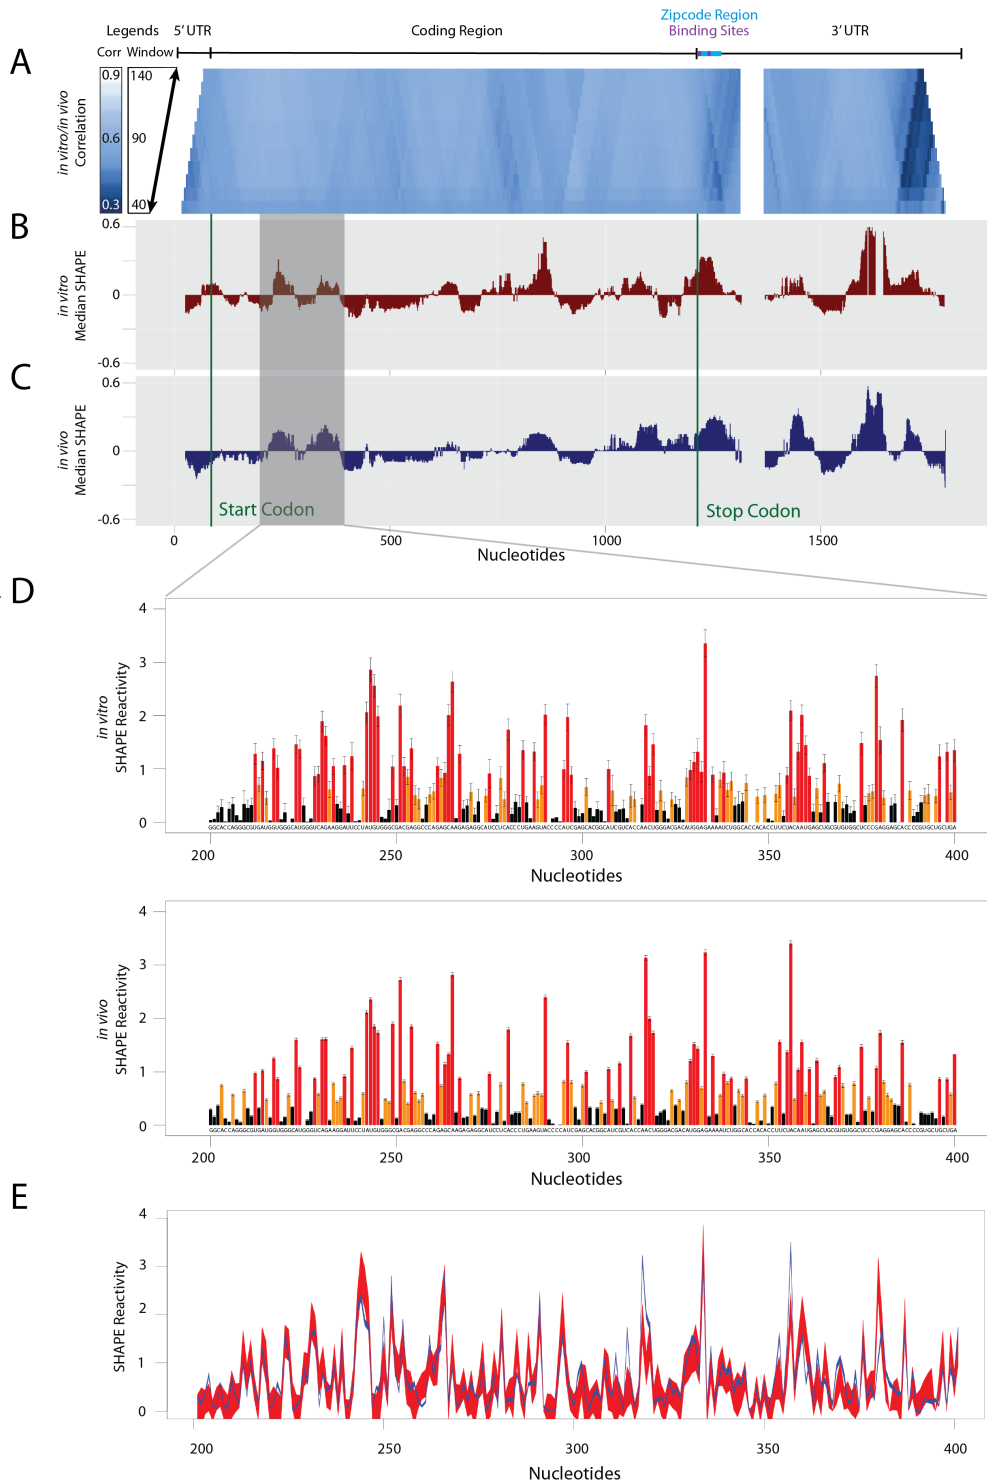 Zipcode Region
Legends 5' UTR Coding Region Binding Sites 3' UTR
Corr Window
A
0.9 140
0.6 90
0.3 40
in vitro/in vivo
Correlation
B
0.6
0
-0.6
in vitro
Median SHAPE
C
0.6
0
-0.6
in vivo
Median SHAPE
Start Codon
Stop Codon
0 500 1000 1500
Nucleotides
D
4
3
2
1
0
in vitro
SHAPE Reactivity
200 250 300 350 400
Nucleotides
4
3
2
1
0
in vivo
SHAPE Reactivity
200 250 300 350 400
Nucleotides
E
4
3
2
1
0
SHAPE Reactivity
200 250 300 350 400
Nucleotides